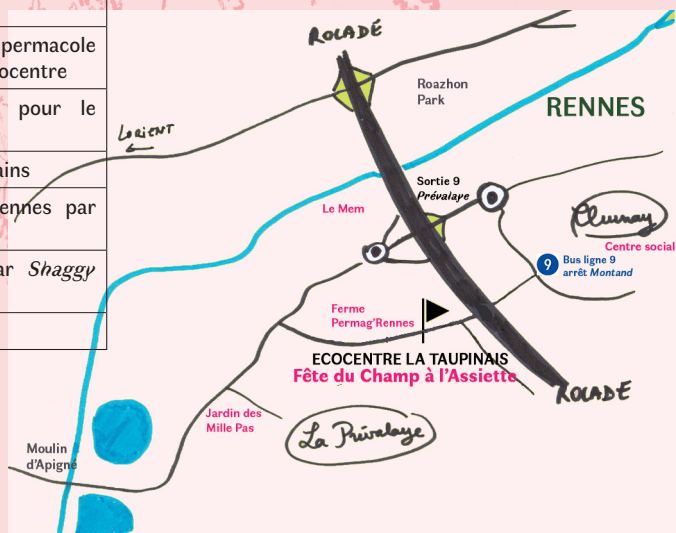 permacole
ocentre
pour le
ains
ennes par
ar Shaggy
ROCADE
Roazhon
Park
RENNES
LORIENT
Sortie 9
Prévalaye
Le Mem
Cleunay
Centre social
9
Bus ligne 9
arrêt Montand
Ferme
Permag'Rennes
ECOCENTRE LA TAUPINAIS
Fête du Champ à l'Assiette
ROCADE
Jardin des
Mille Pas
La Prévalaye
Moulin
d'Apigné